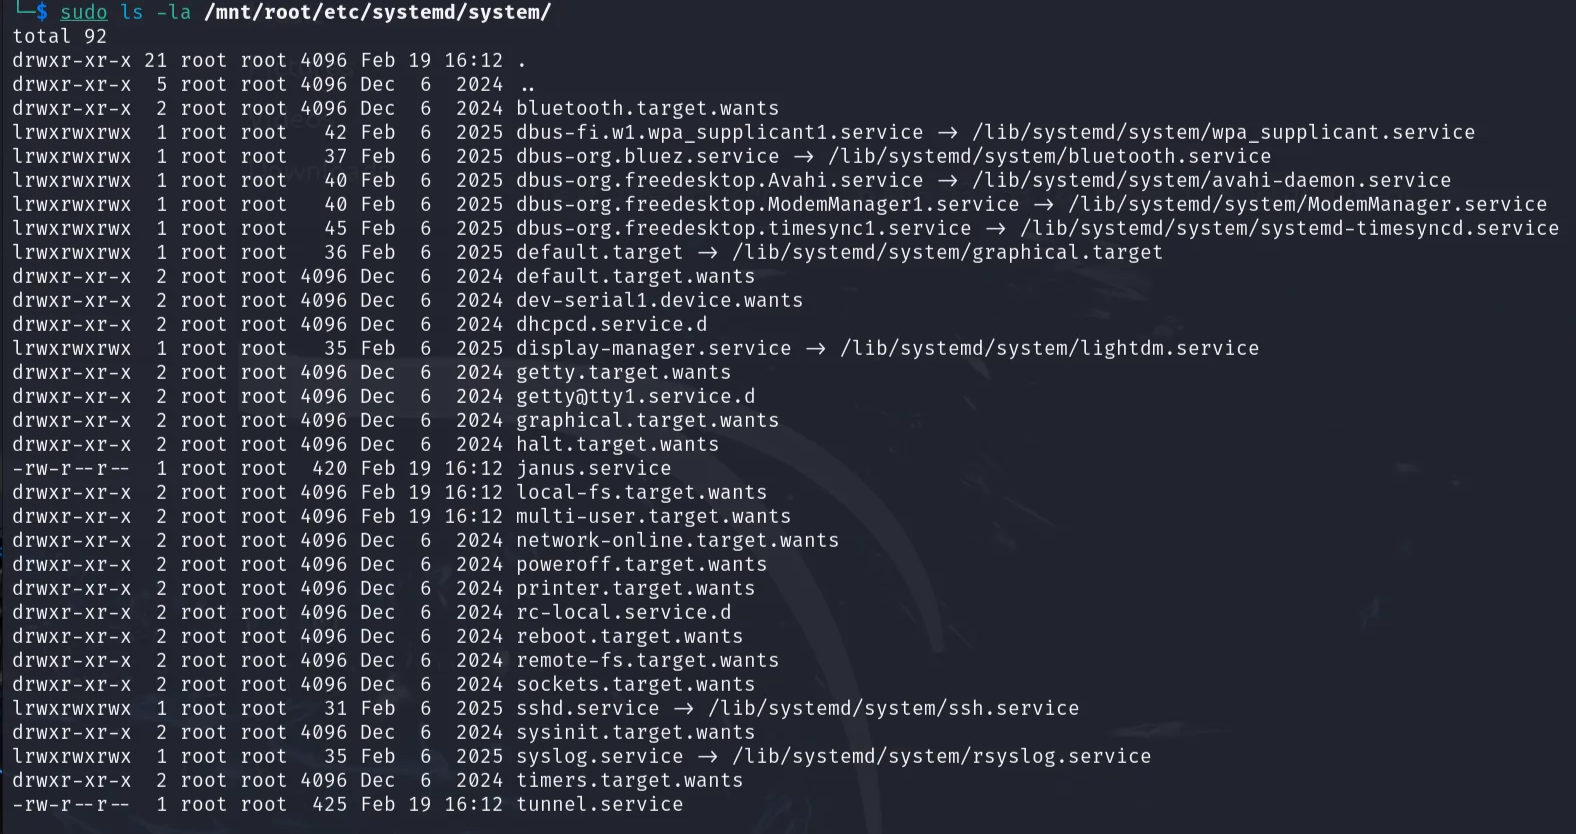 └─$ sudo ls -la /mnt/root/etc/systemd/system/
total 92
drwxr-xr-x 21 root root 4096 Feb 19 16:12 .
drwxr-xr-x  5 root root 4096 Dec  6  2024 ..
drwxr-xr-x  2 root root 4096 Dec  6  2024 bluetooth.target.wants
lrwxrwxrwx  1 root root   42 Feb  6  2025 dbus-fi.w1.wpa_supplicant1.service → /lib/systemd/system/wpa_supplicant.service
lrwxrwxrwx  1 root root   37 Feb  6  2025 dbus-org.bluez.service → /lib/systemd/system/bluetooth.service
lrwxrwxrwx  1 root root   40 Feb  6  2025 dbus-org.freedesktop.Avahi.service → /lib/systemd/system/avahi-daemon.service
lrwxrwxrwx  1 root root   40 Feb  6  2025 dbus-org.freedesktop.ModemManager1.service → /lib/systemd/system/ModemManager.service
lrwxrwxrwx  1 root root   45 Feb  6  2025 dbus-org.freedesktop.timesync1.service → /lib/systemd/system/systemd-timesyncd.service
lrwxrwxrwx  1 root root   36 Feb  6  2025 default.target → /lib/systemd/system/graphical.target
drwxr-xr-x  2 root root 4096 Dec  6  2024 default.target.wants
drwxr-xr-x  2 root root 4096 Dec  6  2024 dev-serial1.device.wants
drwxr-xr-x  2 root root 4096 Dec  6  2024 dhcpcd.service.d
lrwxrwxrwx  1 root root   35 Feb  6  2025 display-manager.service → /lib/systemd/system/lightdm.service
drwxr-xr-x  2 root root 4096 Dec  6  2024 getty.target.wants
drwxr-xr-x  2 root root 4096 Dec  6  2024 getty@tty1.service.d
drwxr-xr-x  2 root root 4096 Dec  6  2024 graphical.target.wants
drwxr-xr-x  2 root root 4096 Dec  6  2024 halt.target.wants
-rw-r--r--  1 root root  420 Feb 19 16:12 janus.service
drwxr-xr-x  2 root root 4096 Feb 19 16:12 local-fs.target.wants
drwxr-xr-x  2 root root 4096 Feb 19 16:12 multi-user.target.wants
drwxr-xr-x  2 root root 4096 Dec  6  2024 network-online.target.wants
drwxr-xr-x  2 root root 4096 Dec  6  2024 poweroff.target.wants
drwxr-xr-x  2 root root 4096 Dec  6  2024 printer.target.wants
drwxr-xr-x  2 root root 4096 Dec  6  2024 rc-local.service.d
drwxr-xr-x  2 root root 4096 Dec  6  2024 reboot.target.wants
drwxr-xr-x  2 root root 4096 Dec  6  2024 remote-fs.target.wants
drwxr-xr-x  2 root root 4096 Dec  6  2024 sockets.target.wants
lrwxrwxrwx  1 root root   31 Feb  6  2025 sshd.service → /lib/systemd/system/ssh.service
drwxr-xr-x  2 root root 4096 Dec  6  2024 sysinit.target.wants
lrwxrwxrwx  1 root root   35 Feb  6  2025 syslog.service → /lib/systemd/system/rsyslog.service
drwxr-xr-x  2 root root 4096 Dec  6  2024 timers.target.wants
-rw-r--r--  1 root root  425 Feb 19 16:12 tunnel.service